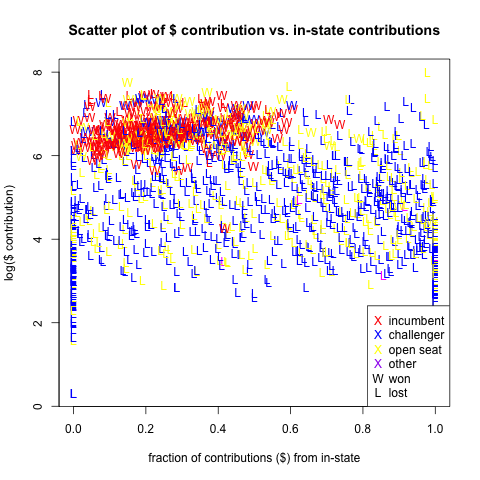 Scatter plot of $ contribution vs. in-state contributions
log($ contribution)
8
6
4
2
0
X incumbent
X challenger
X open seat
X other
W won
L lost
0.0 0.2 0.4 0.6 0.8 1.0
fraction of contributions ($) from in-state